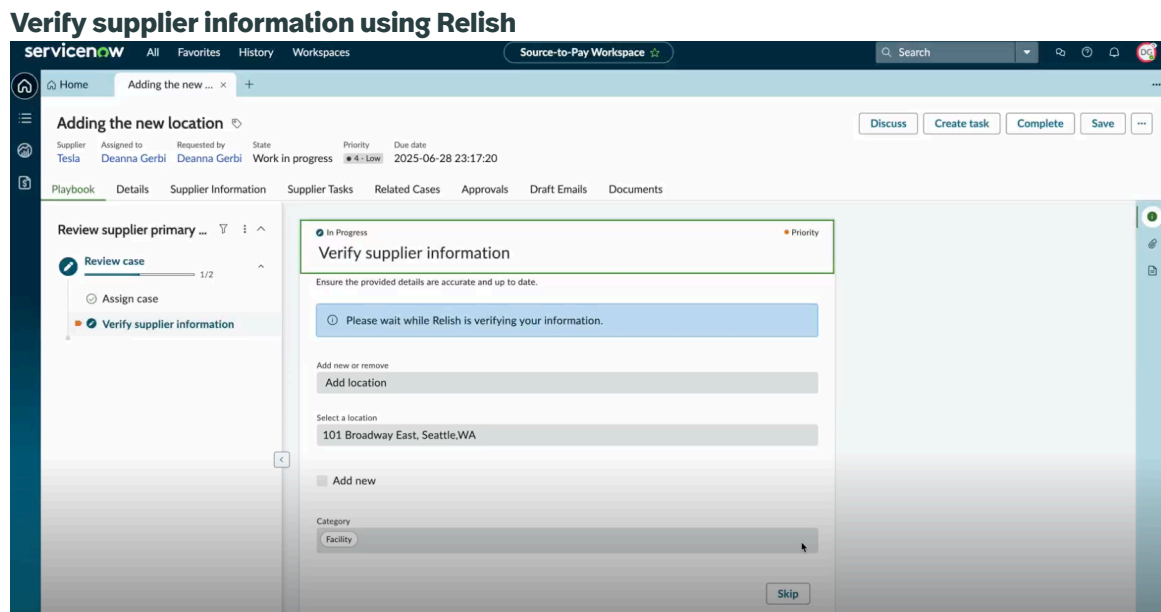 Verify supplier information using Relish
servicenow All Favorites History Workspaces Source-to-Pay Workspace Search
Home Adding the new ... × +
Adding the new location Discuss Create task Complete Save
Supplier Assigned to Requested by State Priority Due date
Tesla Deanna Gerbi Deanna Gerbi Work in progress 4 - Low 2025-06-28 23:17:20
Playbook Details Supplier Information Supplier Tasks Related Cases Approvals Draft Emails Documents
Review supplier primary ...
Review case
1/2
Assign case
Verify supplier information
In Progress Priority
Verify supplier information
Ensure the provided details are accurate and up to date.
Please wait while Relish is verifying your information.
Add new or remove
Add location
Select a location
101 Broadway East, Seattle,WA
Add new
Category
Facility
Skip